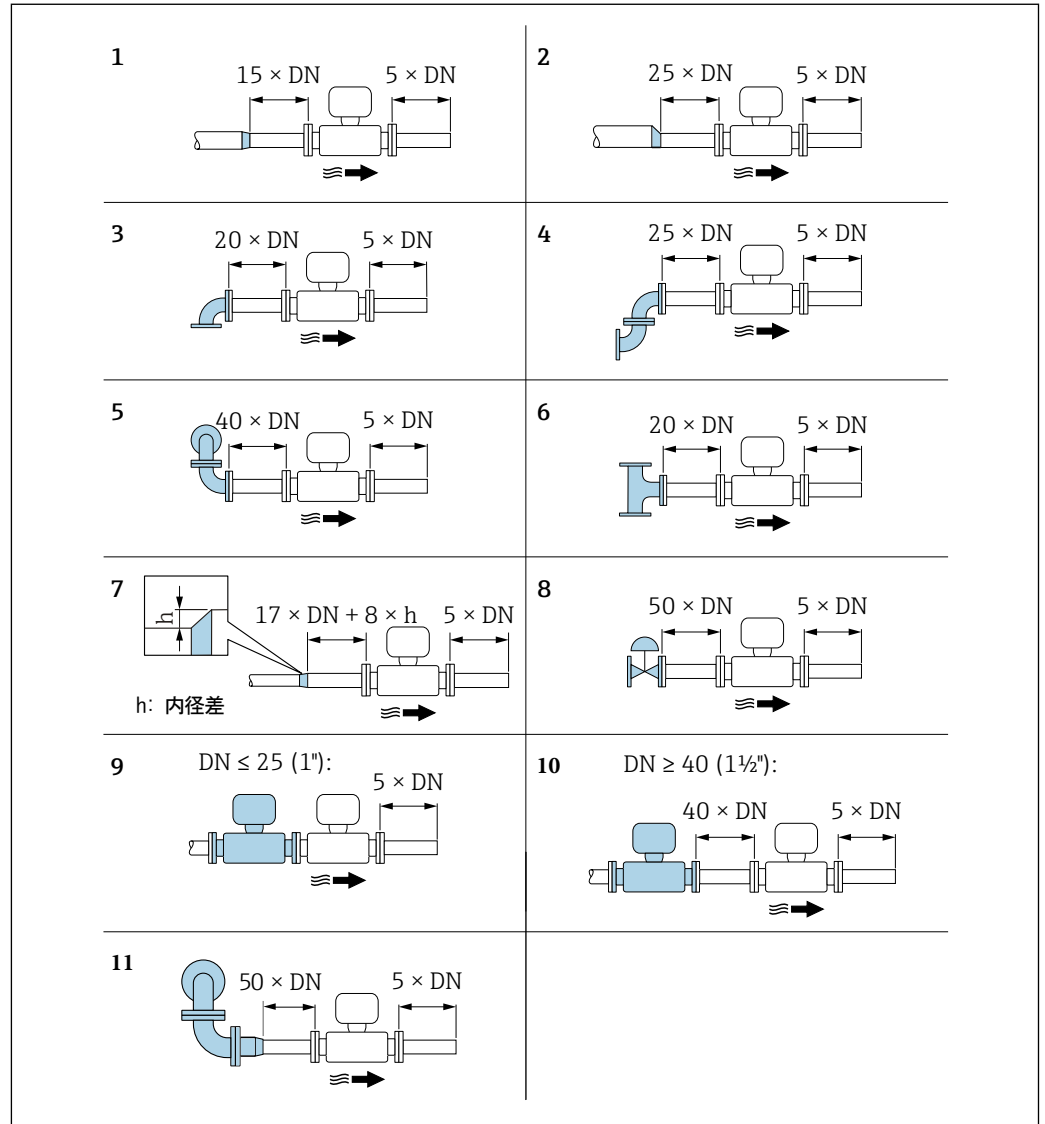 1
15 × DN 5 × DN
2
25 × DN 5 × DN
3
20 × DN 5 × DN
4
25 × DN 5 × DN
5
40 × DN 5 × DN
6
20 × DN 5 × DN
7
h
17 × DN + 8 × h 5 × DN
h: 内径差
8
50 × DN 5 × DN
9
DN ≤ 25 (1"):
5 × DN
10
DN ≥ 40 (1½"):
40 × DN 5 × DN
11
50 × DN 5 × DN